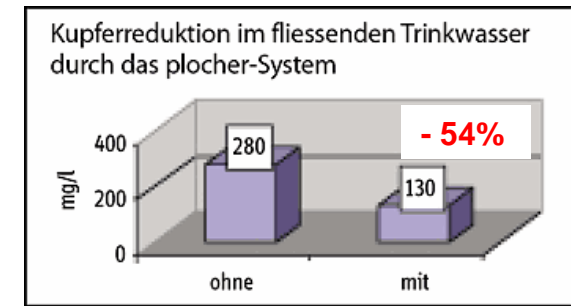 Kupferreduktion im fliessenden Trinkwasser
durch das plocher-System
- 54%
400
280
mg/l
200
130
0
ohne mit